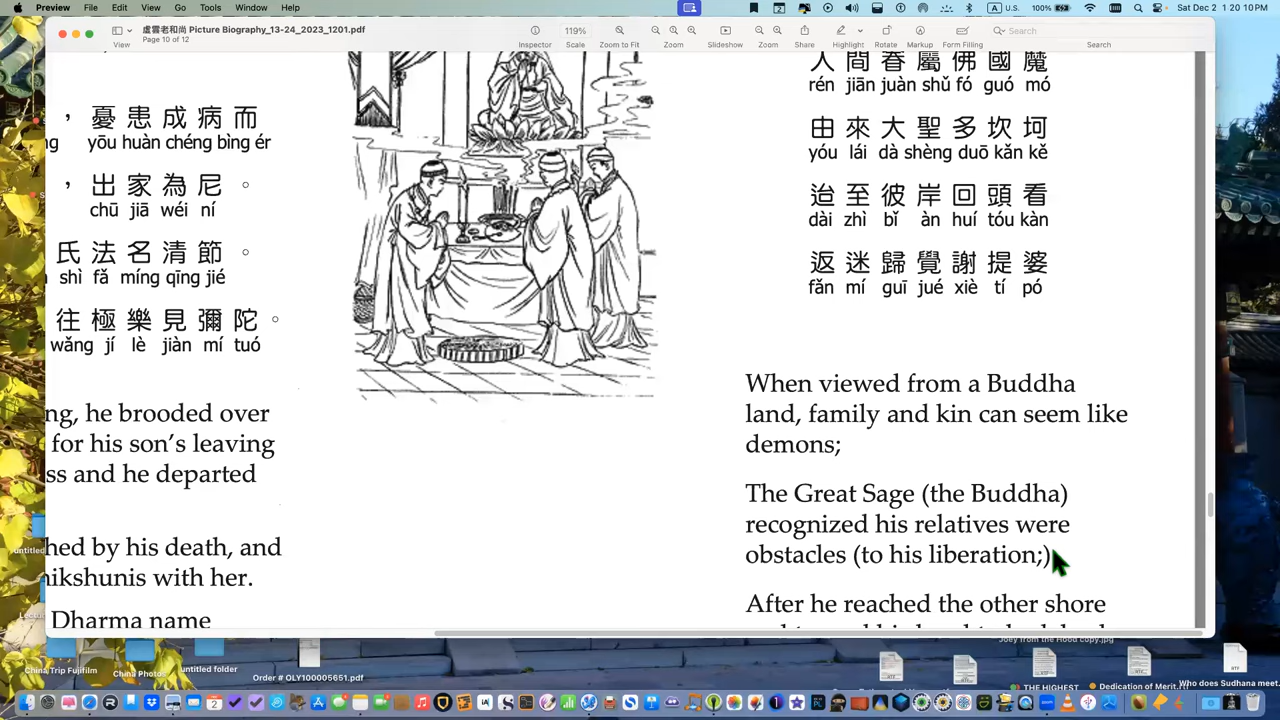 Preview File Edit View Go Tools Window Help
A U.S. 100% Sat Dec 2 1 20 10 PM
虛雲老和尚 Picture Biography_13-24_2023_1201.pdf
Page 10 of 12
View
119%
Inspector Scale Zoom to Fit Zoom Slideshow Zoom Share Highlight Rotate Markup Form Filling Search
Search
，憂患成病而
yōu huàn chéng bìng ér
，出家為尼。
chū jiā wéi ní
氏法名清節。
shì fǎ míng qīng jié
往極樂見彌陀。
wǎng jí lè jiàn mí tuó
ng, he brooded over
for his son's leaving
ss and he departed
hed by his death, and
hikshunis with her.
Dharma name
人間眷屬佛國魔
rén jiān juàn shǔ fó guó mó
由來大聖多坎坷
yóu lái dà shèng duō kǎn kě
迨至彼岸回頭看
dài zhì bǐ àn huí tóu kàn
返迷歸覺謝提婆
fǎn mí guī jué xiè tí pó
When viewed from a Buddha
land, family and kin can seem like
demons;
The Great Sage (the Buddha)
recognized his relatives were
obstacles (to his liberation;)
After he reached the other shore
Joey from the Hood copy.jpg
China Trip Fujifilm
China Photos
untitled folder
Order # OLY100005651.pdf
THE HIGHEST
Dedication of Merit.
Who does Sudhana meet.